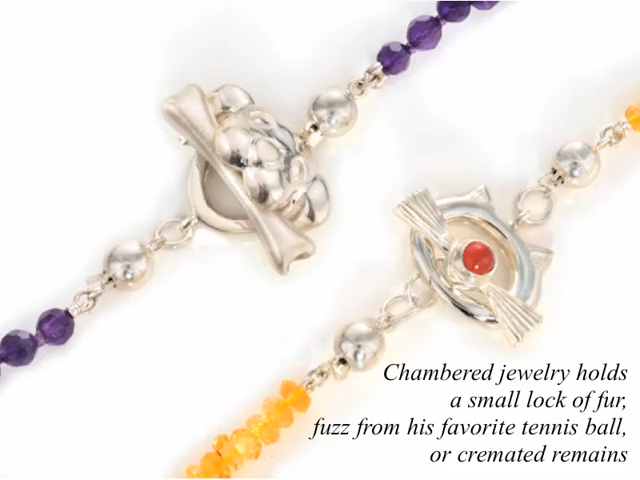 Chambered jewelry holds
a small lock of fur,
fuzz from his favorite tennis ball,
or cremated remains